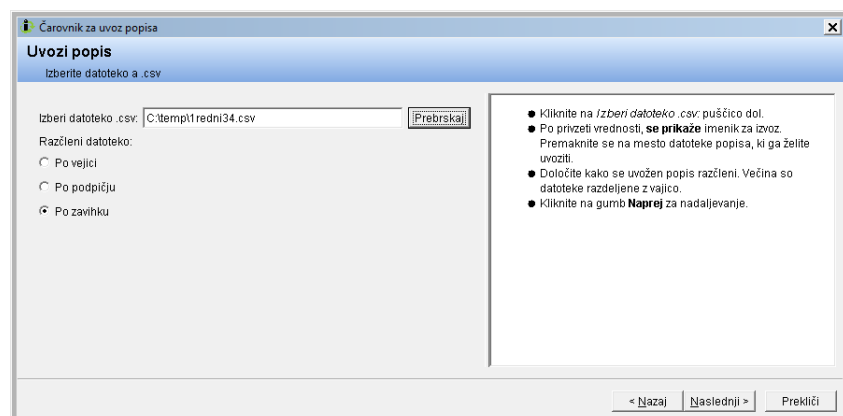 Čarovnik za uvoz popisa
Uvozi popis
Izberite datoteko a .csv
Izberi datoteko .csv: C:\temp\1redni34.csv Prebrskaj
Razčleni datoteko:
Po vejici
Po podpičju
Po zavihku
Kliknite na Izberi datoteko .csv: puščico dol.
Po privzeti vrednosti, se prikaže imenik za izvoz.
Premaknite se na mesto datoteke popisa, ki ga želite
uvoziti.
Določite kako se uvožen popis razčleni. Večina so
datoteke razdeljene z vajico.
Kliknite na gumb Naprej za nadaljevanje.
< Nazaj Naslednji > Prekliči